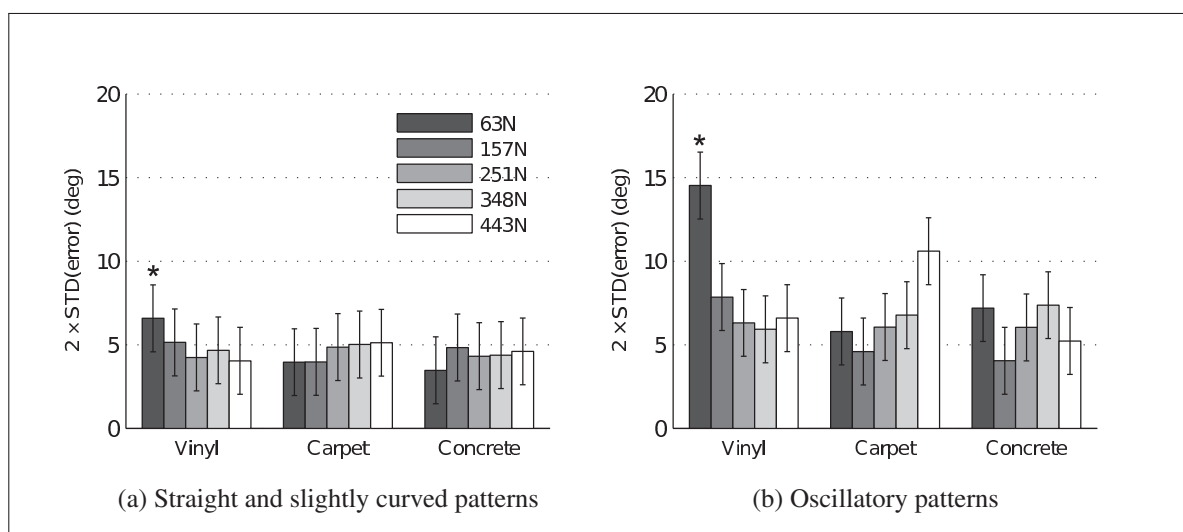 20
15
10
5
0
2 ×STD(error) (deg)
*
63N
157N
251N
348N
443N
Vinyl
Carpet
Concrete
(a) Straight and slightly curved patterns
20
15
10
5
0
2 ×STD(error) (deg)
*
Vinyl
Carpet
Concrete
(b) Oscillatory patterns